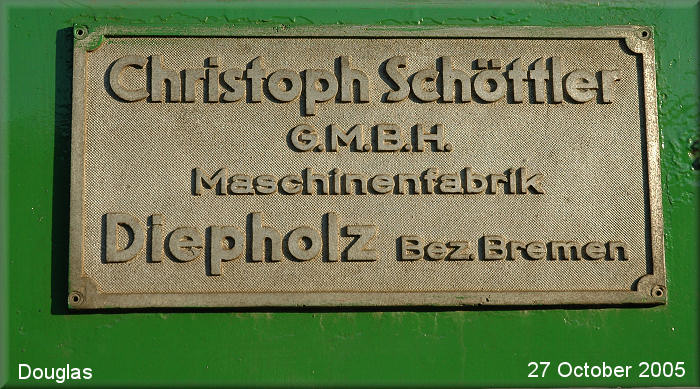 Christoph Schöttler
G.M.B.H.
Maschinenfabrik
Diepholz Bez. Bremen
Douglas
27 October 2005